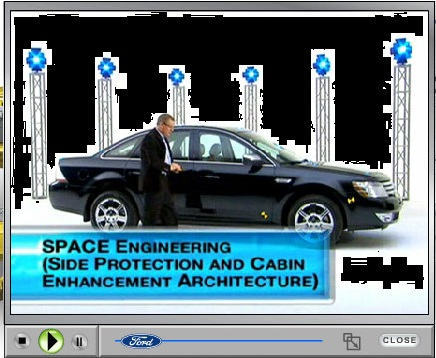 SPACE ENGINEERING
(SIDE PROTECTION AND CABIN
ENHANCEMENT ARCHITECTURE)
Ford
CLOSE